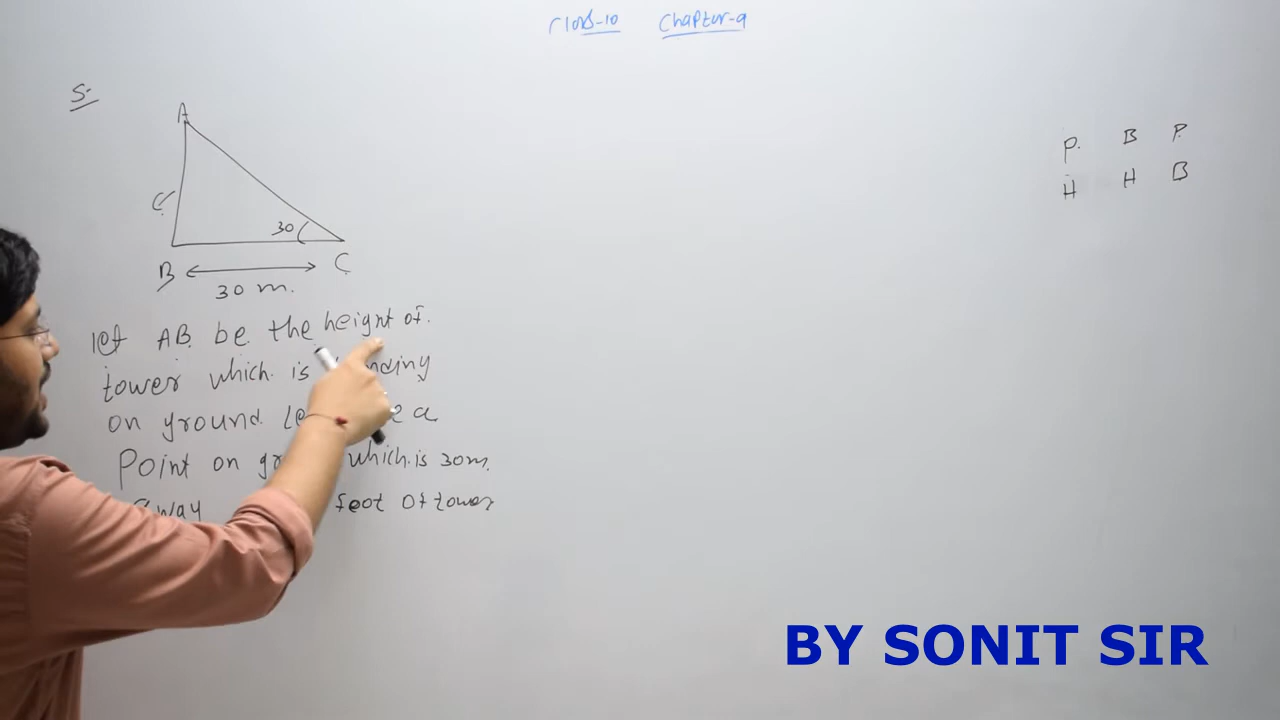 Class-10 Chapter-9
5-
A
P. B P.
H H B
30
B C
30 m.
let AB be the height of
tower which is
on ground
Point on which is 30m.
away feet of tower
BY SONIT SIR